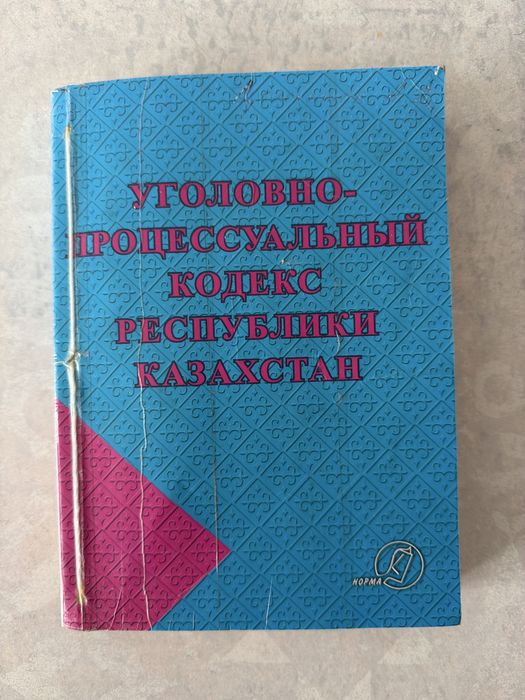 УГОЛОВНО-
ПРОЦЕССУАЛЬНЫЙ
КОДЕКС
РЕСПУБЛИКИ
КАЗАХСТАН
НОРМА